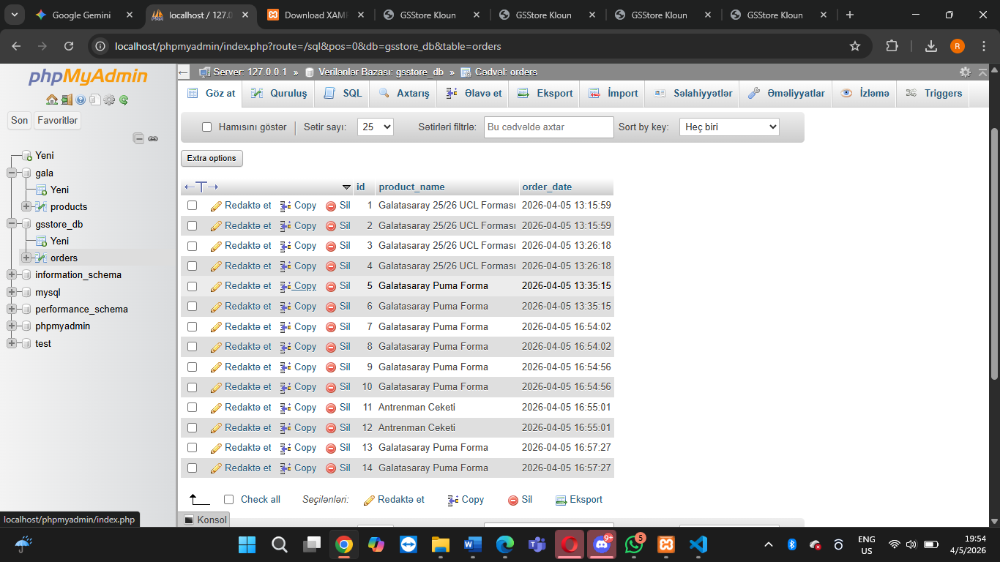 Google Gemini
localhost / 127.0
Download XAMP
GSStore Kloun
GSStore Kloun
GSStore Kloun
GSStore Kloun
localhost/phpmyadmin/index.php?route=/sql&pos=0&db=gsstore_db&table=orders
R
phpMyAdmin
Son
Favoritlər
Yeni
gala
Yeni
products
gsstore_db
Yeni
orders
information_schema
mysql
performance_schema
phpmyadmin
test
Server: 127.0.0.1 » Verilənlər Bazası: gsstore_db » Cədvəl: orders
Göz at Quruluş SQL Axtarış Əlavə et Eksport İmport Səlahiyyətlər Əməliyyatlar İzləmə Triggers
Hamısını göstər Sətir sayı: 25 Sətirləri filtrlə: Bu cədvəldə axtar Sort by key: Heç biri
Extra options
id product_name order_date
Redaktə et Copy Sil 1 Galatasaray 25/26 UCL Forması 2026-04-05 13:15:59
Redaktə et Copy Sil 2 Galatasaray 25/26 UCL Forması 2026-04-05 13:15:59
Redaktə et Copy Sil 3 Galatasaray 25/26 UCL Forması 2026-04-05 13:26:18
Redaktə et Copy Sil 4 Galatasaray 25/26 UCL Forması 2026-04-05 13:26:18
Redaktə et Copy Sil 5 Galatasaray Puma Forma 2026-04-05 13:35:15
Redaktə et Copy Sil 6 Galatasaray Puma Forma 2026-04-05 13:35:15
Redaktə et Copy Sil 7 Galatasaray Puma Forma 2026-04-05 16:54:02
Redaktə et Copy Sil 8 Galatasaray Puma Forma 2026-04-05 16:54:02
Redaktə et Copy Sil 9 Galatasaray Puma Forma 2026-04-05 16:54:56
Redaktə et Copy Sil 10 Galatasaray Puma Forma 2026-04-05 16:54:56
Redaktə et Copy Sil 11 Antrenman Ceketi 2026-04-05 16:55:01
Redaktə et Copy Sil 12 Antrenman Ceketi 2026-04-05 16:55:01
Redaktə et Copy Sil 13 Galatasaray Puma Forma 2026-04-05 16:57:27
Redaktə et Copy Sil 14 Galatasaray Puma Forma 2026-04-05 16:57:27
Check all Seçilənləri: Redaktə et Copy Sil Eksport
Konsol
localhost/phpmyadmin/index.php
9+
5
ENG
US
19:54
4/5/2026